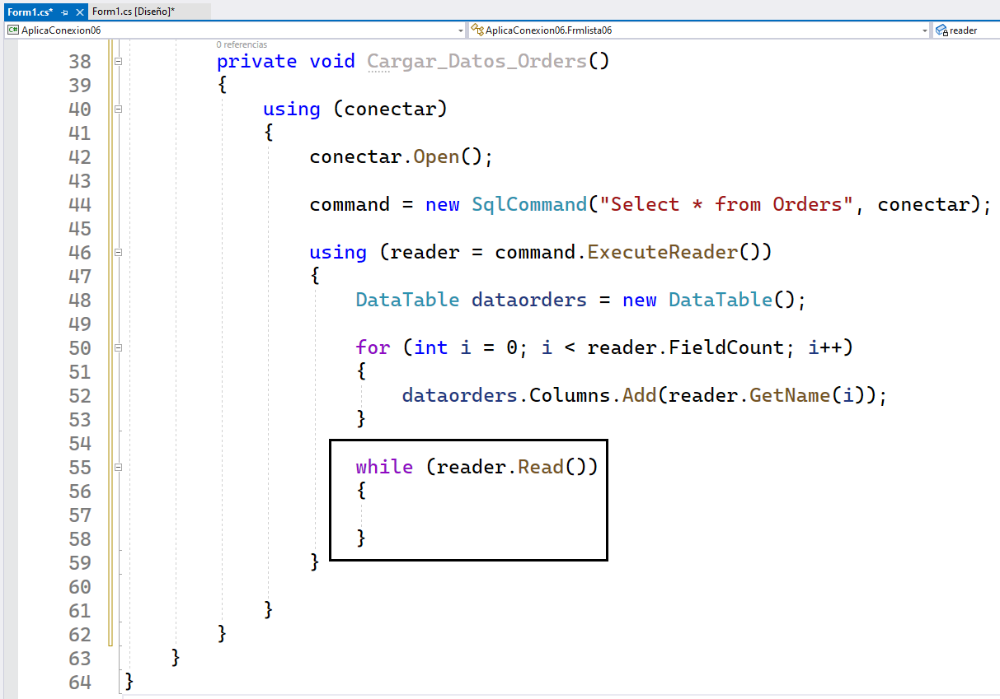 Form1.cs*
Form1.cs [Diseño]*
AplicaConexion06
AplicaConexion06.Frmlista06
reader
0 referencias
38 private void Cargar_Datos_Orders()
39 {
40 using (conectar)
41 {
42 conectar.Open();
43
44 command = new SqlCommand("Select * from Orders", conectar);
45
46 using (reader = command.ExecuteReader())
47 {
48 DataTable dataorders = new DataTable();
49
50 for (int i = 0; i < reader.FieldCount; i++)
51 {
52 dataorders.Columns.Add(reader.GetName(i));
53 }
54
55 while (reader.Read())
56 {
57
58 }
59 }
60
61 }
62 }
63 }
64 }